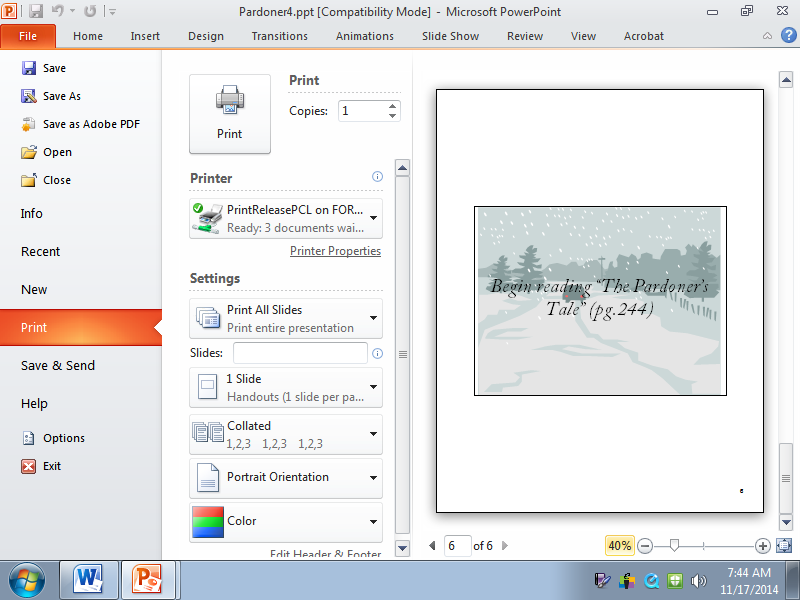 Pardoner4.ppt [Compatibility Mode] - Microsoft PowerPoint
File Home Insert Design Transitions Animations Slide Show Review View Acrobat
Save
Save As
Save as Adobe PDF
Open
Close
Info
Recent
New
Print
Save & Send
Help
Options
Exit
Print
Print
Copies: 1
Printer
PrintReleasePCL on FOR...
Ready: 3 documents wai...
Printer Properties
Settings
Print All Slides
Print entire presentation
Slides:
1 Slide
Handouts (1 slide per pa...
Collated
1,2,3 1,2,3 1,2,3
Portrait Orientation
Color
Edit Header & Footer
Begin reading “The Pardoner’s
Tale” (pg.244)
6
6 of 6
40%
7:44 AM
11/17/2014